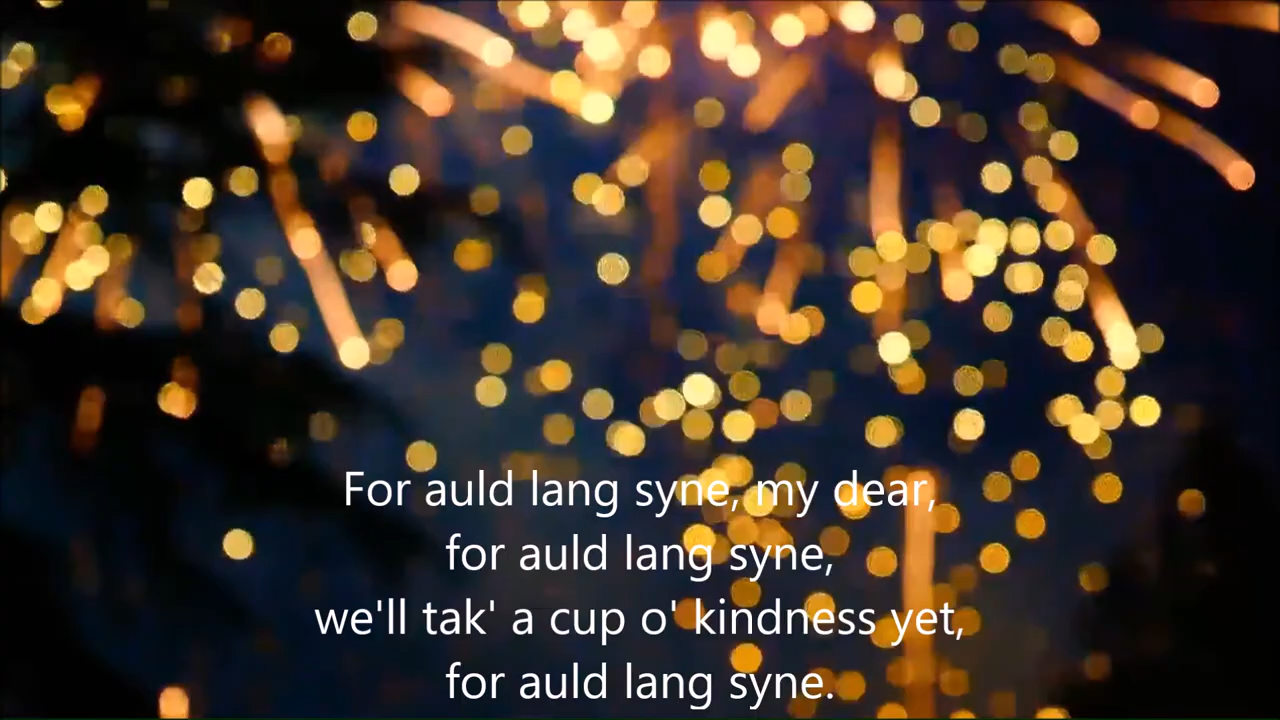 For auld lang syne, my dear,
for auld lang syne,
we'll tak' a cup o' kindness yet,
for auld lang syne.